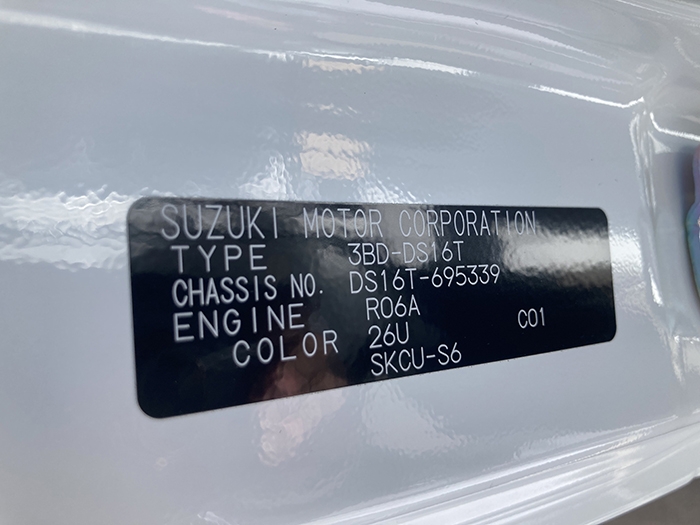 SUZUKI MOTOR CORPORATION
TYPE 3BD-DS16T
CHASSIS NO. DS16T-695339
ENGINE R06A
COLOR 26U C01
SKCU-S6